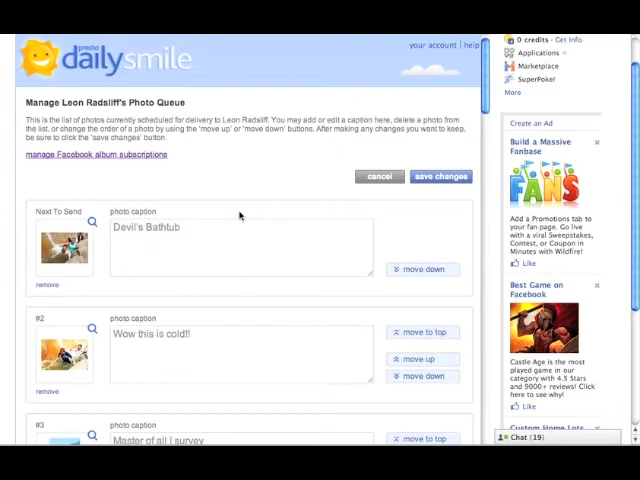 presto
dailysmile
your account | help
Manage Leon Radsliff's Photo Queue
This is the list of photos currently scheduled for delivery to Leon Radsliff. You may add or edit a caption here, delete a photo from
the list, or change the order of a photo by using the 'move up' or 'move down' buttons. After making any changes you want to keep,
be sure to click the 'save changes' button.
manage Facebook album subscriptions
cancel
save changes
Next To Send
photo caption
Devil's Bathtub
move down
remove
#2
photo caption
Wow this is cold!!
move to top
move up
move down
remove
#3
photo caption
Master of all I survey
move to top
0 credits - Get Info
Applications
Marketplace
SuperPoke!
More
Create an Ad
Build a Massive
Fanbase
FANS
Add a Promotions tab to
your fan page. Go live
with a viral Sweepstakes,
Contest, or Coupon in
Minutes with Wildfire!
Like
Best Game on
Facebook
Castle Age is the most
played game in our
category with 4.5 Stars
and 9000+ reviews! Click
here to see why!
Like
Custom Home Lots
Chat (19)